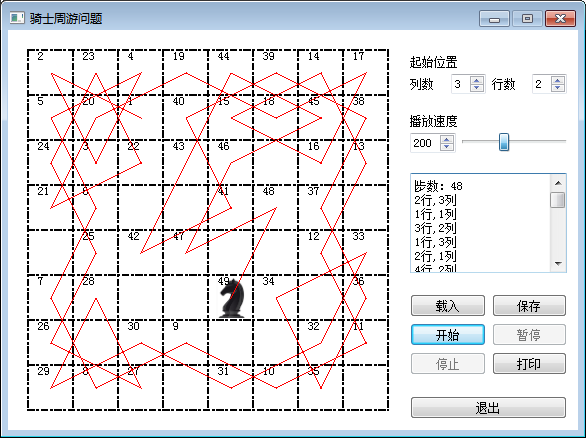 骑士周游问题
2 23 4 19 44 39 14 17
5 20 1 40 15 18 45 38
24 3 22 43 46 16 13
21 6 41 48 37
25 42 47 12 33
7 28 49 34 36
26 30 9 32 11
29 8 27 31 10 35
起始位置
列数 3 行数 2
播放速度
200
步数: 48
2行,3列
1行,1列
3行,2列
1行,3列
2行,1列
4行,2列
载入 保存
开始 暂停
停止 打印
退出